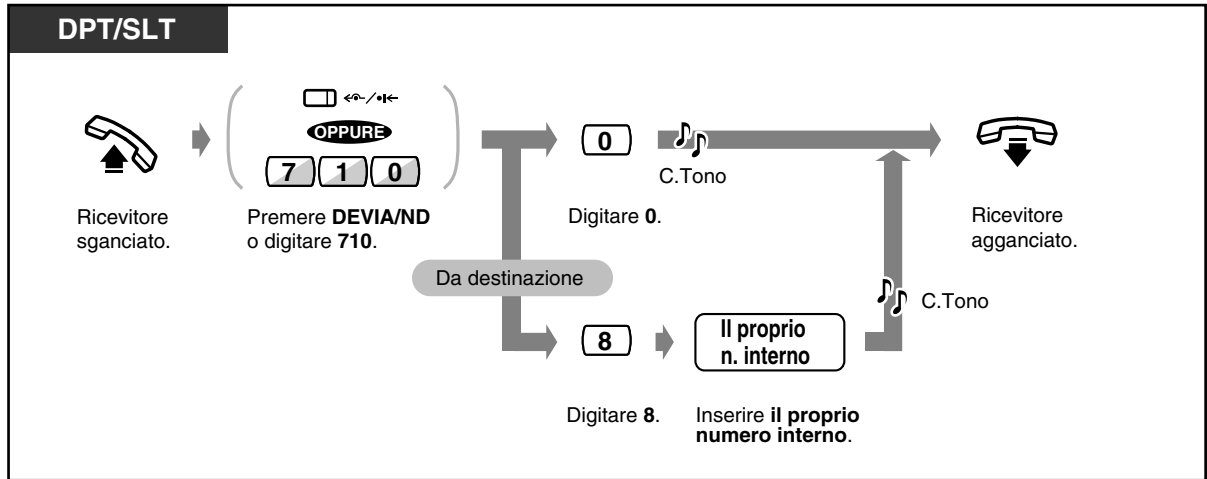 DPT/SLT
OPPURE
7 1 0
0
C.Tono
Ricevitore
sganciato.
Premere DEVIA/ND
o digitare 710.
Digitare 0.
Ricevitore
agganciato.
Da destinazione
C.Tono
8
Il proprio
n. interno
Digitare 8.
Inserire il proprio
numero interno.